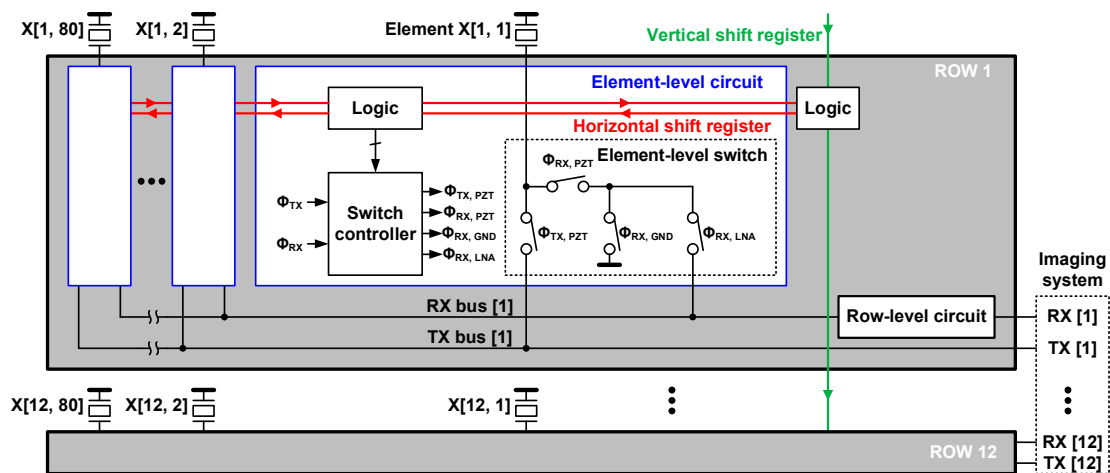 X[1, 80]
X[1, 2]
Element X[1, 1]
Vertical shift register
ROW 1
Element-level circuit
Logic
Logic
Horizontal shift register
Element-level switch
ΦRX, PZT
ΦTX
ΦRX
Switch
controller
ΦTX, PZT
ΦRX, PZT
ΦRX, GND
ΦRX, LNA
ΦTX, PZT
ΦRX, GND
ΦRX, LNA
Imaging
system
RX bus [1]
Row-level circuit
RX [1]
TX bus [1]
TX [1]
X[12, 80]
X[12, 2]
X[12, 1]
ROW 12
RX [12]
TX [12]